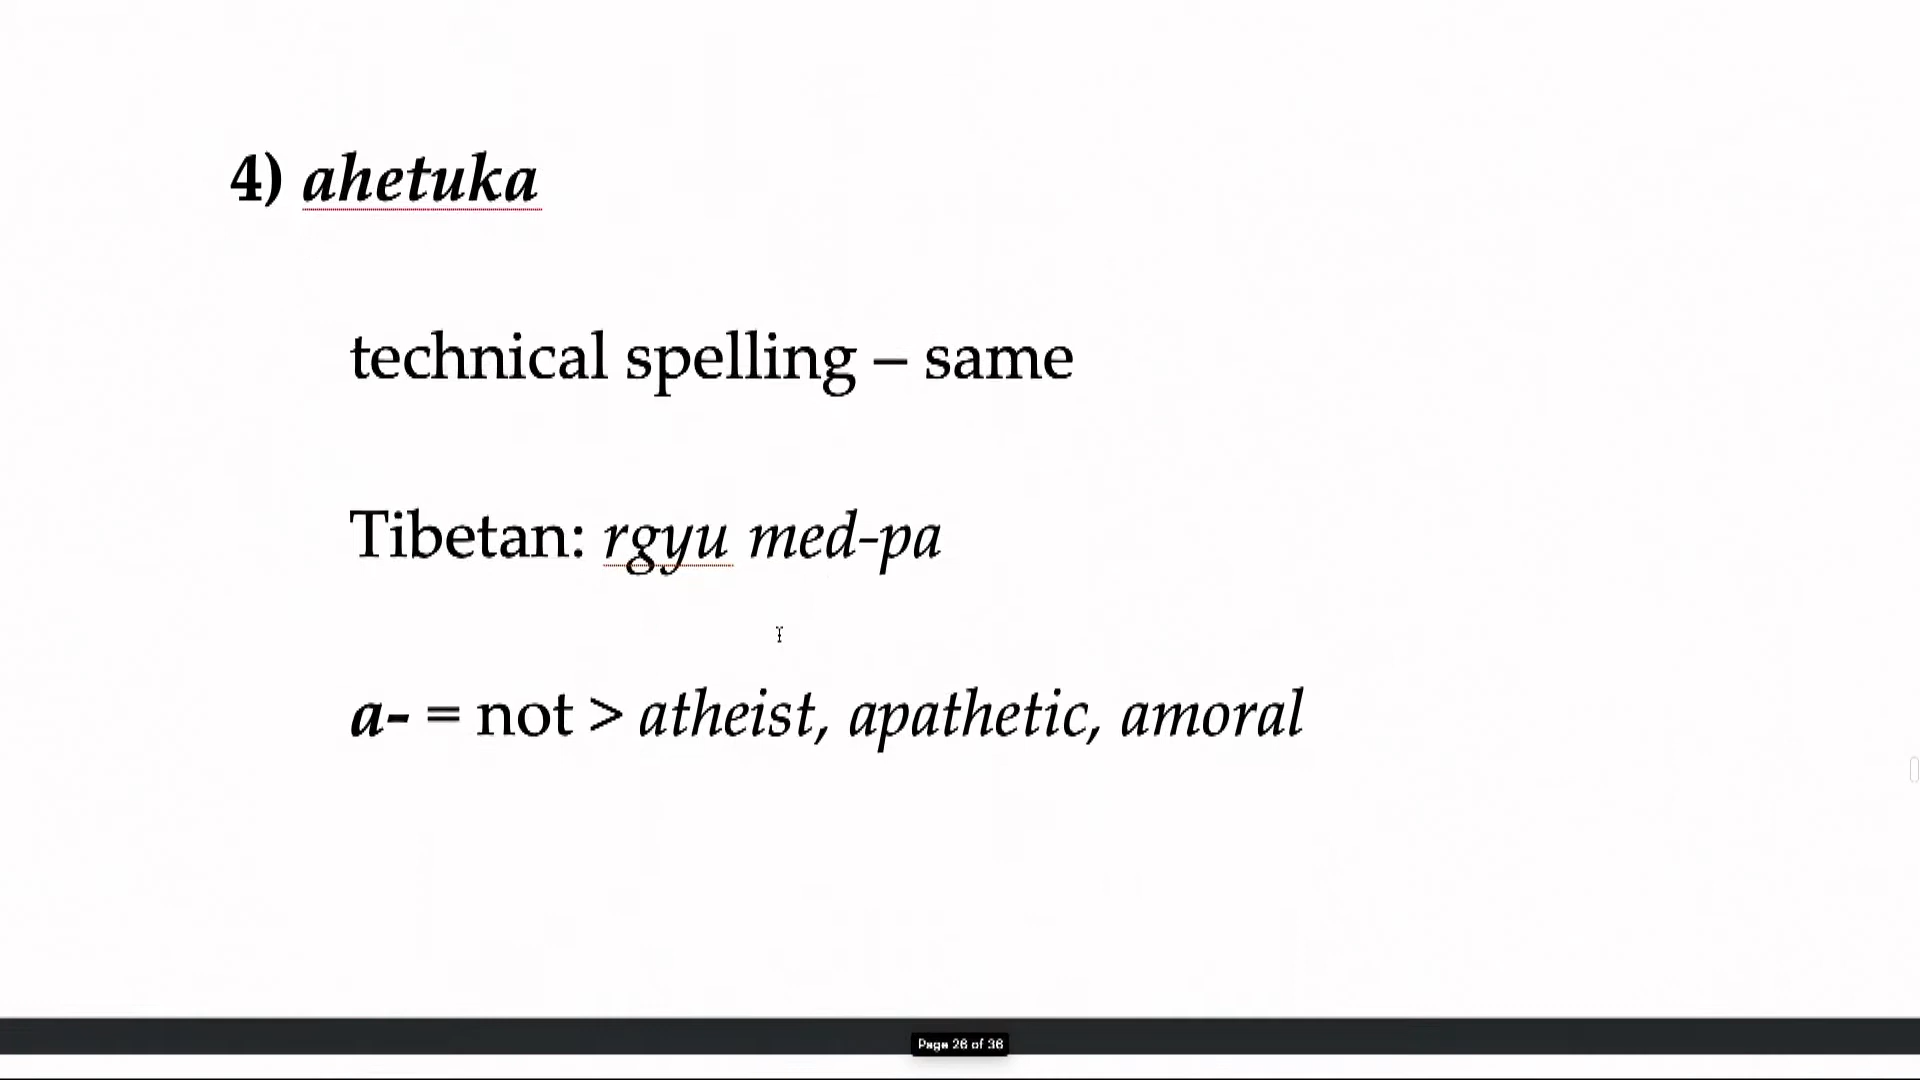 4) ahetuka
technical spelling – same
Tibetan: rgyu med-pa
a- = not > atheist, apathetic, amoral
Page 26 of 36